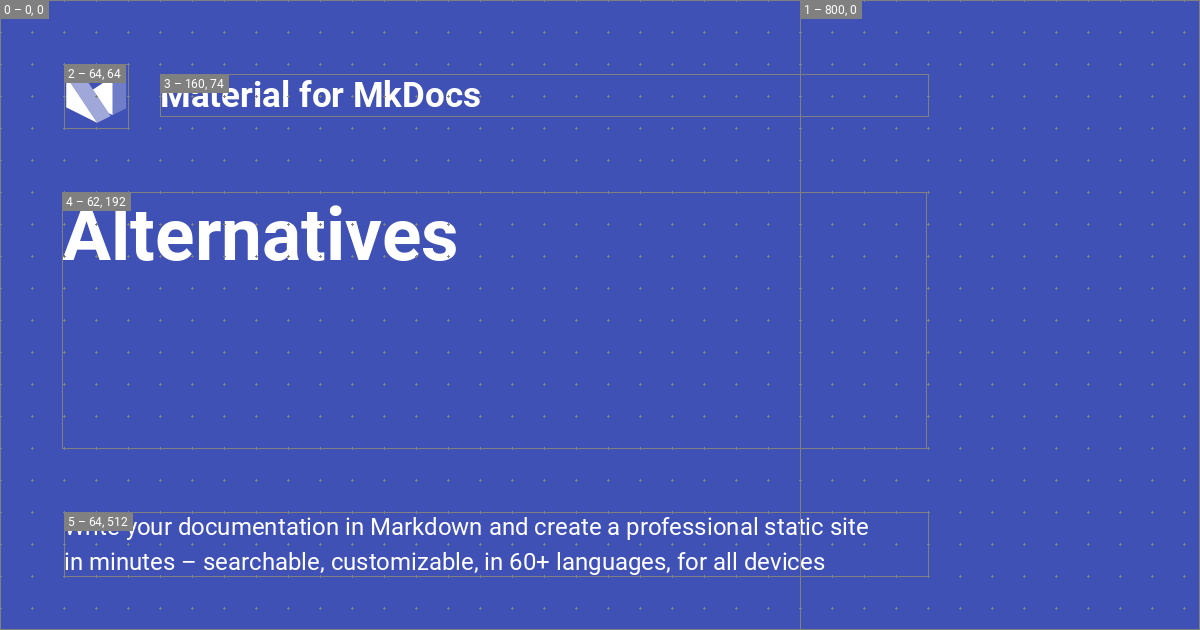 0 – 0, 0
1 – 800, 0
2 – 64, 64
3 – 160, 74
Material for MkDocs
4 – 62, 192
Alternatives
5 – 64, 512
Write your documentation in Markdown and create a professional static site
in minutes – searchable, customizable, in 60+ languages, for all devices